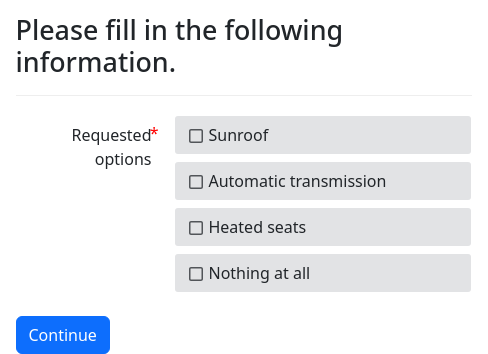 Please fill in the following
information.
Requested*
options
Sunroof
Automatic transmission
Heated seats
Nothing at all
Continue